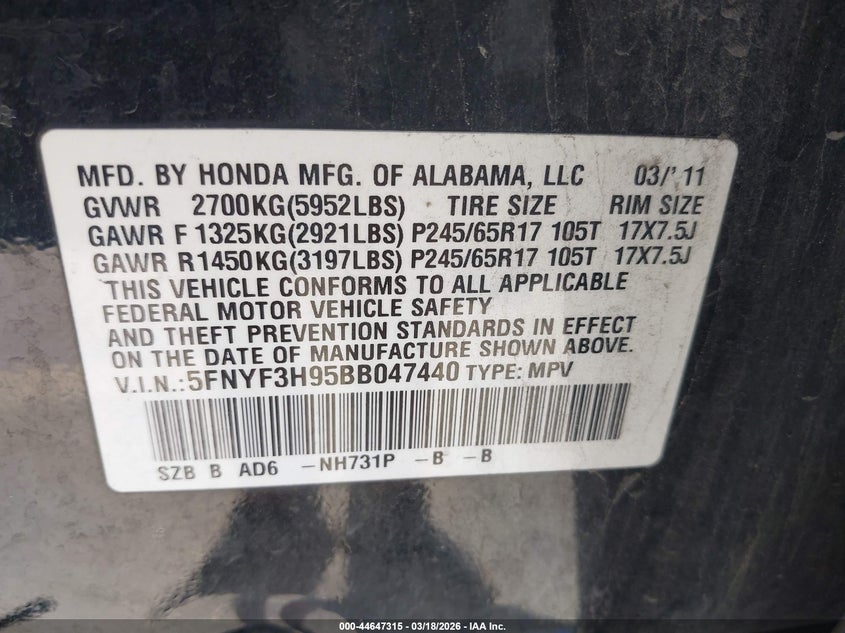 MFD. BY HONDA MFG. OF ALABAMA, LLC 03/'11
GVWR 2700KG(5952LBS) TIRE SIZE RIM SIZE
GAWR F 1325KG(2921LBS) P245/65R17 105T 17X7.5J
GAWR R1450KG(3197LBS) P245/65R17 105T 17X7.5J
THIS VEHICLE CONFORMS TO ALL APPLICABLE
FEDERAL MOTOR VEHICLE SAFETY
AND THEFT PREVENTION STANDARDS IN EFFECT
ON THE DATE OF MANUFACTURE SHOWN ABOVE.
V.I.N.:5FNYF3H95BB047440 TYPE: MPV
SZB B AD6 -NH731P -B -B
000-44647315 - 03/18/2026 - IAA Inc.